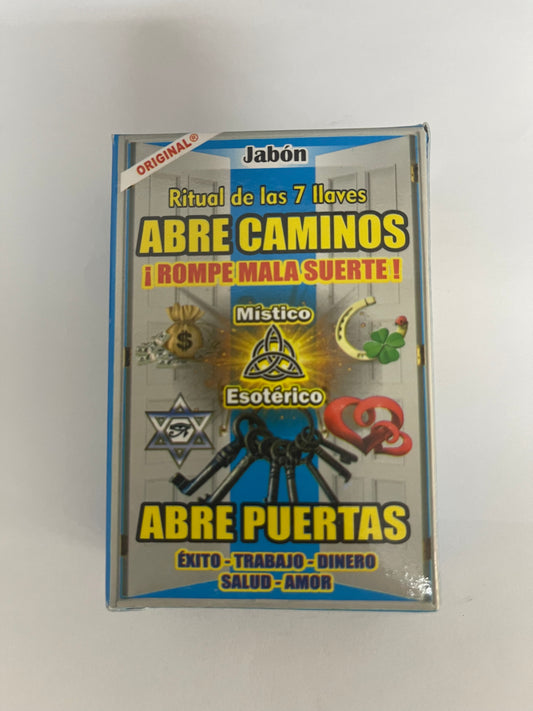 ORIGINAL®
Jabón
Ritual de las 7 llaves
ABRE CAMINOS
¡ROMPE MALA SUERTE!
Místico
$
Esotérico
ABRE PUERTAS
ÉXITO - TRABAJO - DINERO
SALUD - AMOR